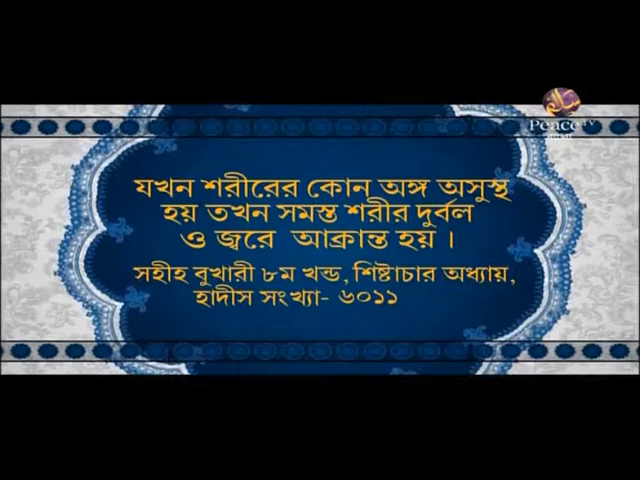 سلام
Peace TV
বাংলা
যখন শরীরের কোন অঙ্গ অসুস্থ
হয় তখন সমস্ত শরীর দুর্বল
ও জ্বরে আক্রান্ত হয় ।
সহীহ বুখারী ৮ম খন্ড, শিষ্টাচার অধ্যায়,
হাদীস সংখ্যা- ৬০১১